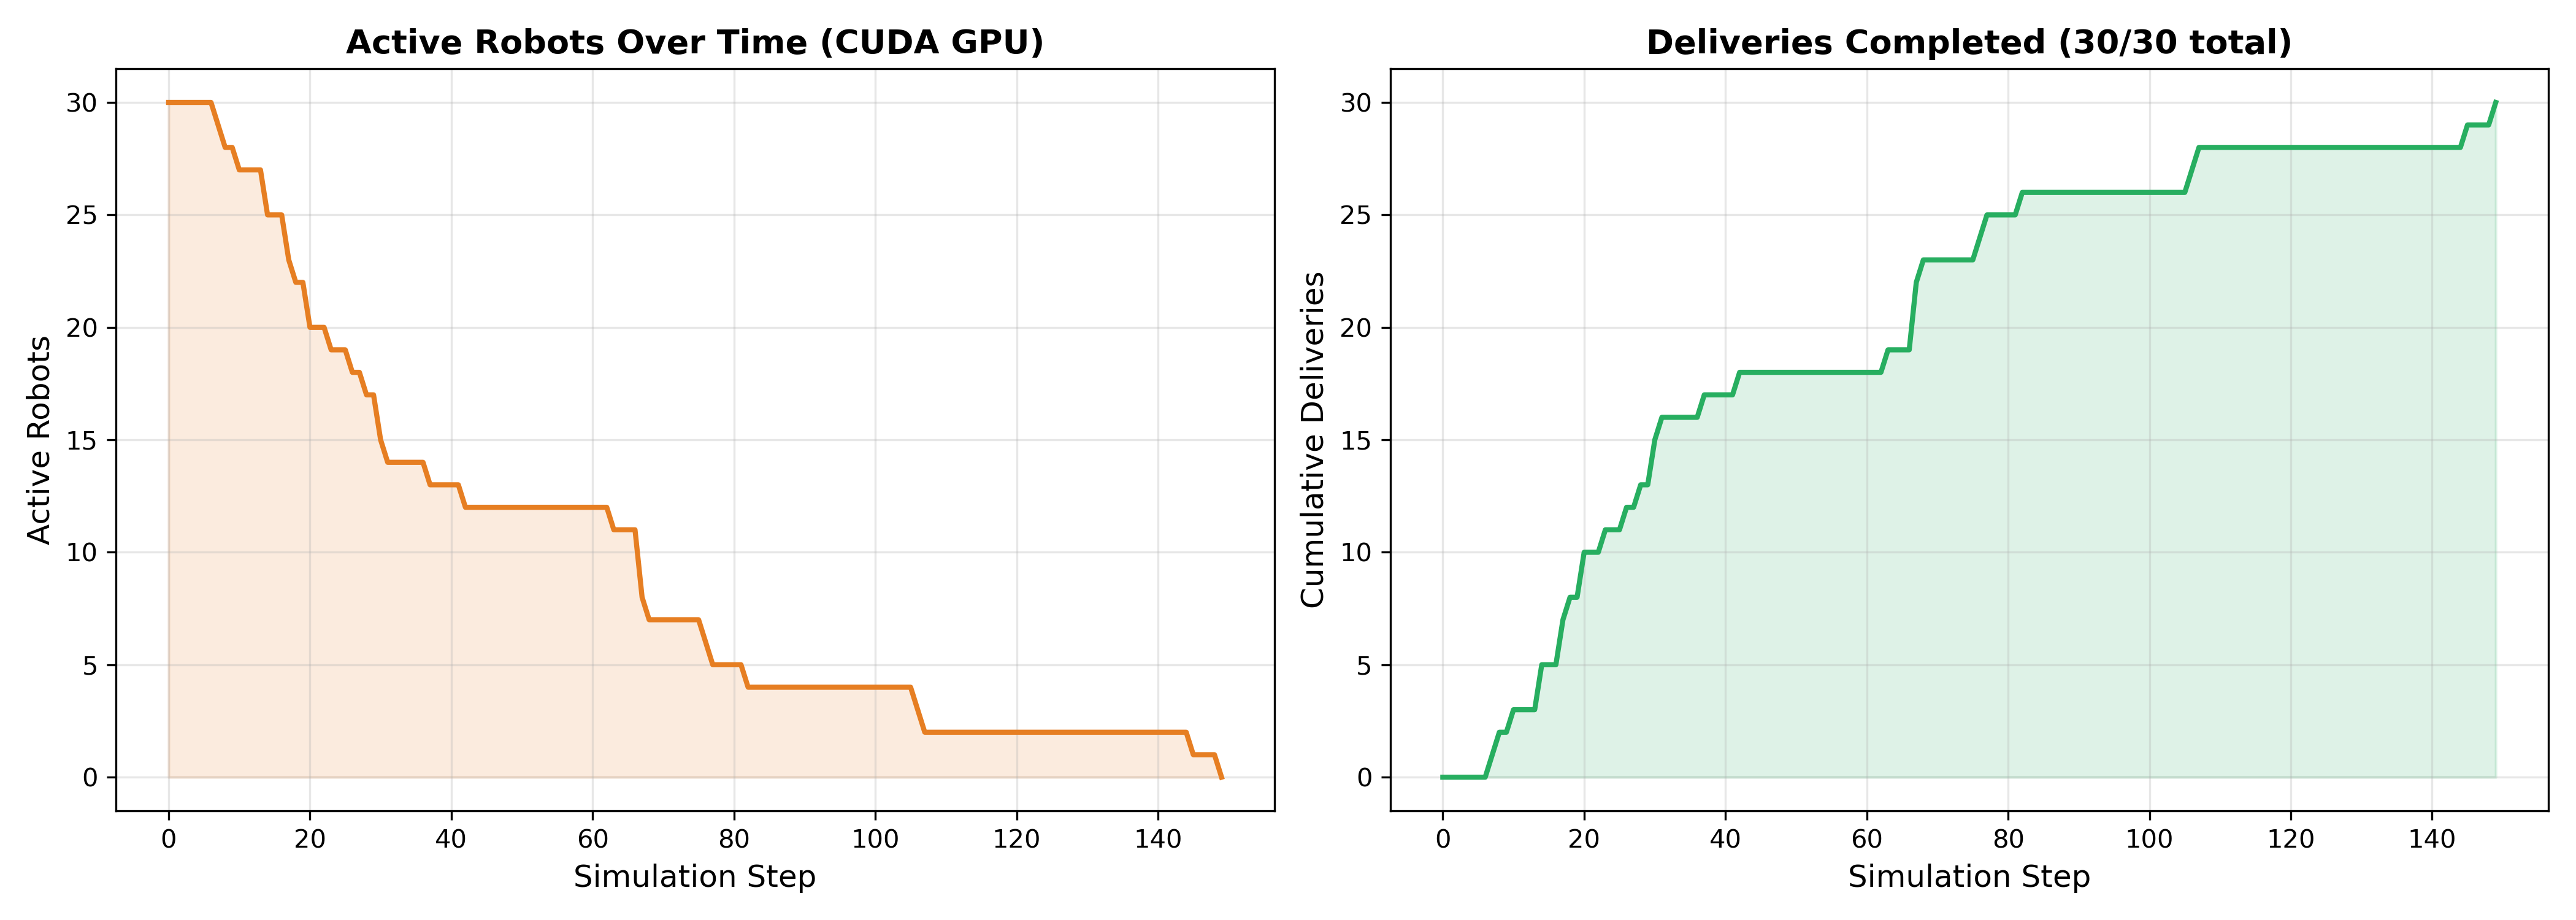 Active Robots Over Time (CUDA GPU)
Active Robots
30
25
20
15
10
5
0
0 20 40 60 80 100 120 140
Simulation Step
Deliveries Completed (30/30 total)
Cumulative Deliveries
30
25
20
15
10
5
0
0 20 40 60 80 100 120 140
Simulation Step